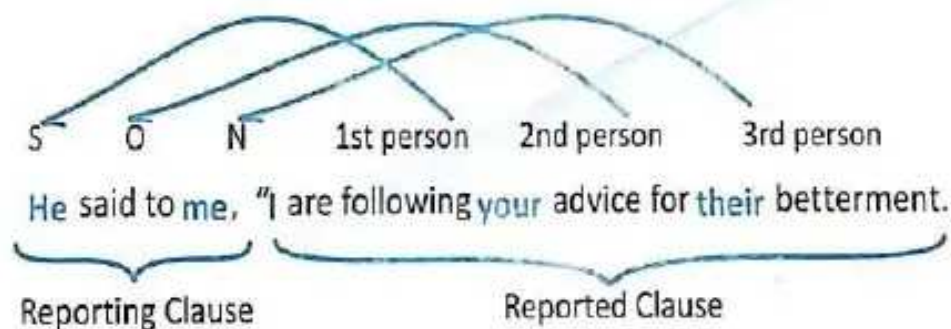 S O N 1st person 2nd person 3rd person
He said to me, "I are following your advice for their betterment.
Reporting Clause Reported Clause